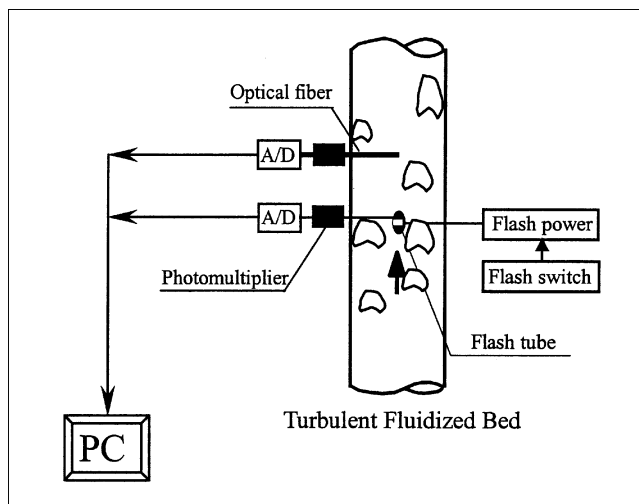 Optical fiber
A/D
A/D
Flash power
Photomultiplier
Flash switch
Flash tube
Turbulent Fluidized Bed
PC